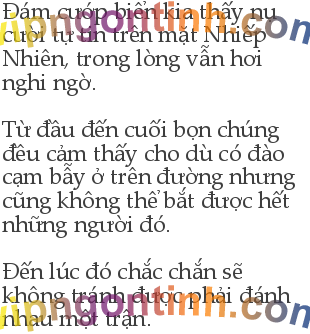 Đám cướp biển kia thấy nụ
cười tự tin trên mặt Nhiếp
Nhiên, trong lòng vẫn hơi
nghi ngờ.
Từ đầu đến cuối bọn chúng
đều cảm thấy cho dù có đào
cạm bẫy ở trên đường nhưng
cũng không thể bắt được hết
những người đó.
Đến lúc đó chắc chắn sẽ
không tránh được phải đánh
nhau một trận.